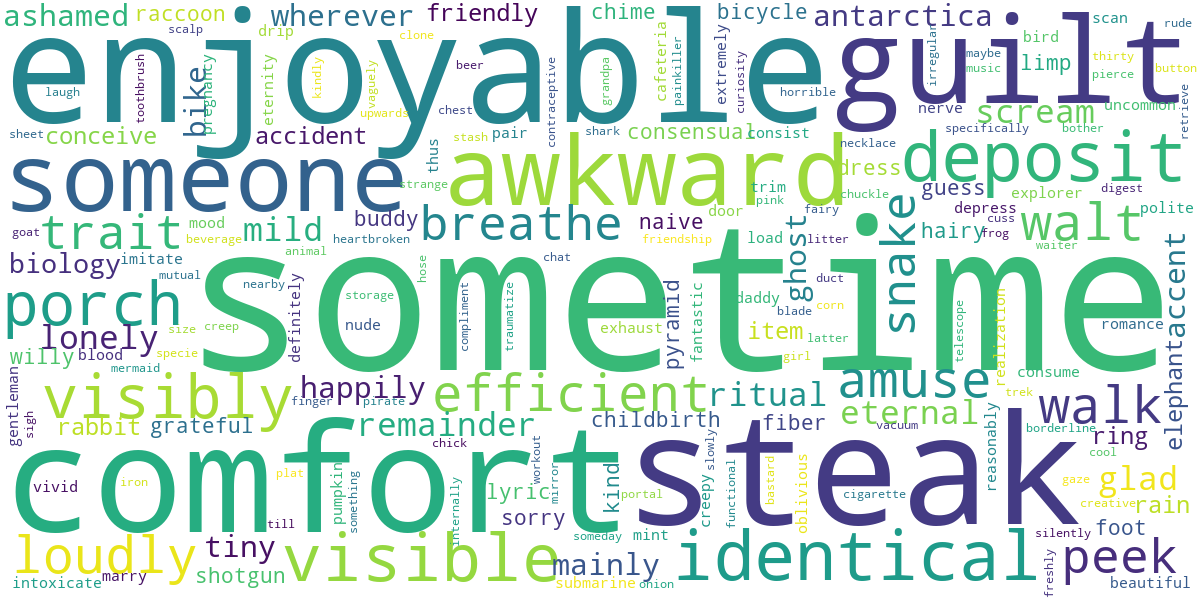 ashamed
raccoon
wherever
friendly
chime
bicycle
antarctica
scan
rude
scalp
drip
clone
enjoyable
guilt
bird
maybe
thirty
music
limp
pierce
button
laugh
toothbrush
bike
pregnancy
eternity
kindly
vaguely
beer
upwards
chest
contraceptive
grandpa
cafeteria
painkiller
extremely
curiosity
horrible
irregular
nerve
scream
uncommon
retrieve
sheet
conceive
accident
stash
pair
shark
consensual
consist
necklace
specifically
bother
someone
thus
strange
awkward
dress
deposit
trim
pink
chuckle
guess
explorer
digest
goat
trait
mood
beverage
mild
heartbroken
buddy
breathe
naive
door
friendship
load
ghost
fairy
litter
snake
hairy
depress
cuss
frog
walt
polite
waiter
biology
imitate
mutual
animal
nearby
chat
hose
sometime
duct
porch
storage
definitely
nude
compliment
traumatize
exhaust
pyramid
fantastic
daddy
item
blade
corn
latter
girl
telescope
realization
romance
elephantaccent
lonely
size
creep
willy
blood
specie
mermaid
gentleman
sigh
visibly
happily
finger
pirate
efficient
ritual
amuse
consume
trek
walk
rabbit
grateful
remainder
childbirth
fiber
vacuum
eternal
reasonably
borderline
ring
comfort
chick
workout
mirror
slowly
steak
cool
vivid
iron
plat
pumpkin
something
internally
lyric
kind
portal
creepy
functional
bastard
oblivious
cigarette
gaze
glad
creative
rain
till
sorry
someday
mint
silently
foot
loudly
tiny
visible
mainly
identical
freshly
peek
intoxicate
marry
shotgun
submarine
onion
beautiful